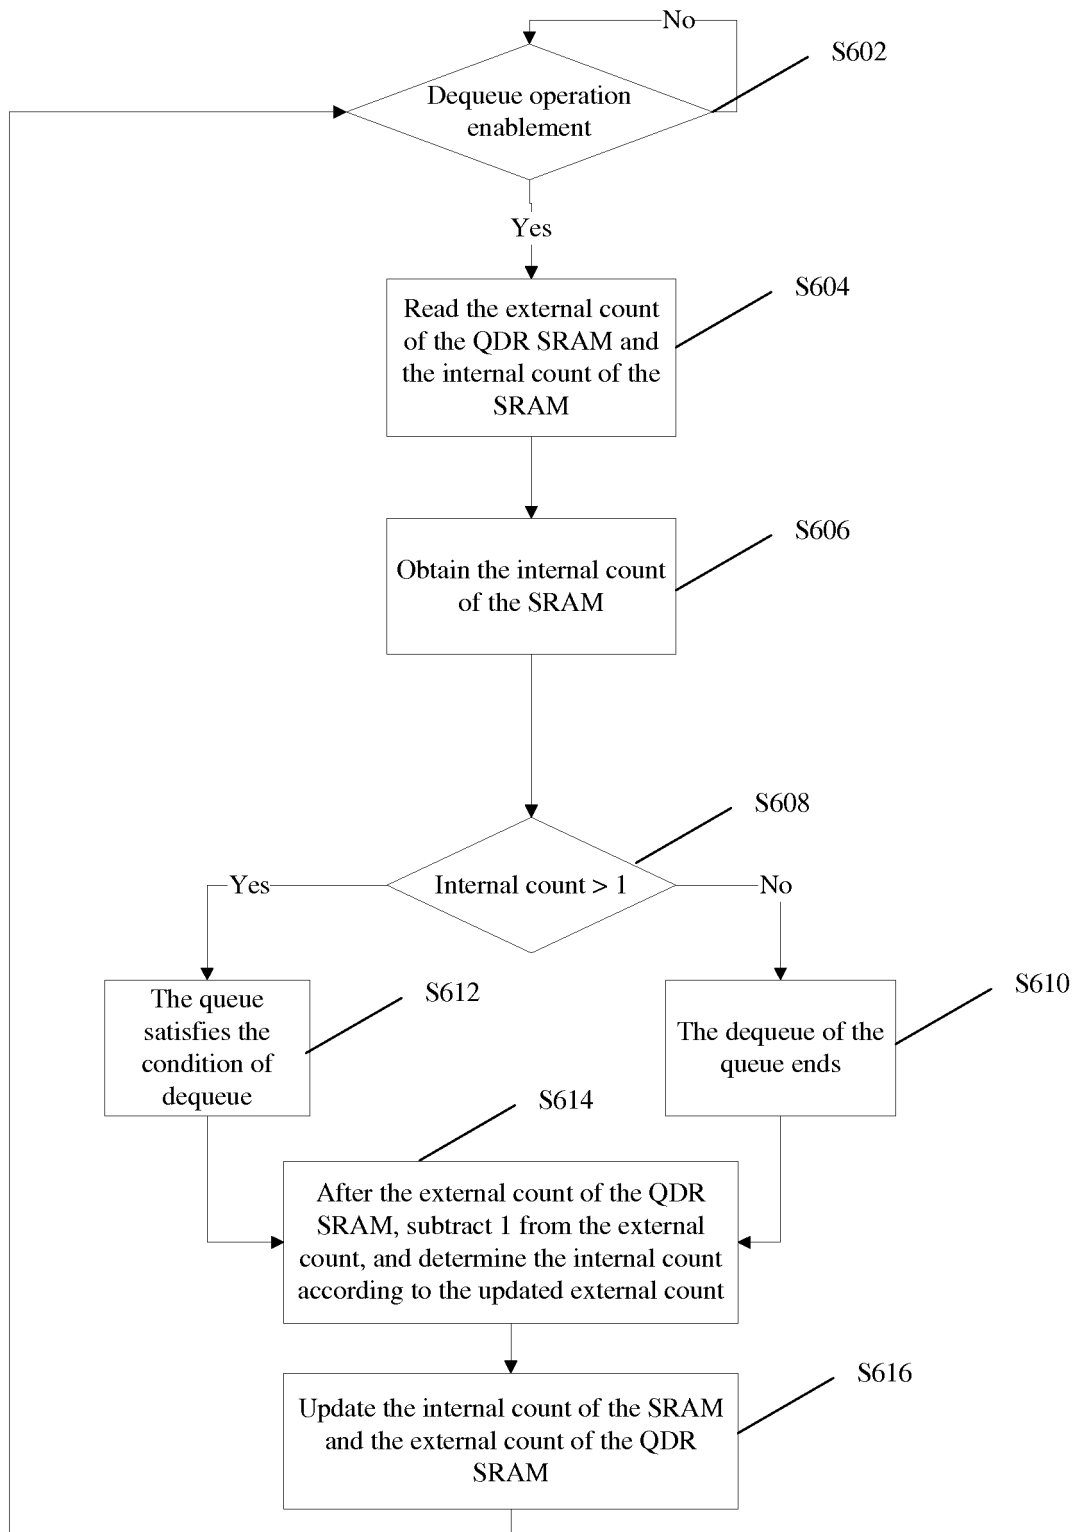 No
S602
Dequeue operation
enablement
Yes
S604
Read the external count
of the QDR SRAM and
the internal count of the
SRAM
S606
Obtain the internal count
of the SRAM
S608
Internal count > 1
Yes
No
S612
The queue
satisfies the
condition of
dequeue
S610
The dequeue of the
queue ends
S614
After the external count of the QDR
SRAM, subtract 1 from the external
count, and determine the internal count
according to the updated external count
S616
Update the internal count of the SRAM
and the external count of the QDR
SRAM